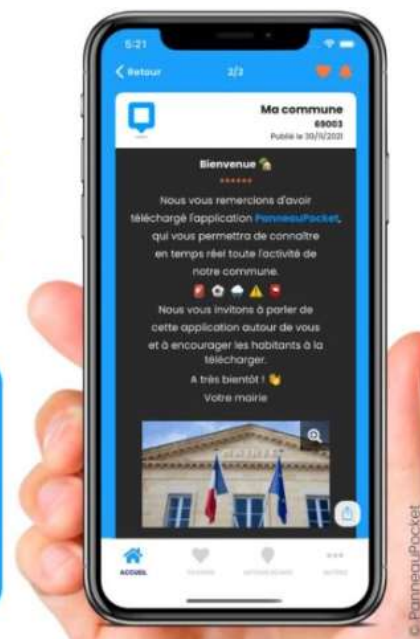 5:21
Retour
2/2
Ma commune
69003
Publié le 30/11/2021
Bienvenue
Nous vous remercions d'avoir
téléchargé l'application PanneauPocket,
qui vous permettra de connaître
en temps réel toute l'activité de
notre commune.
Nous vous invitons à parler de
cette application autour de vous
et à encourager les habitants à la
télécharger.
A très bientôt !
Votre mairie
ACCUEIL
© PanneauPocket